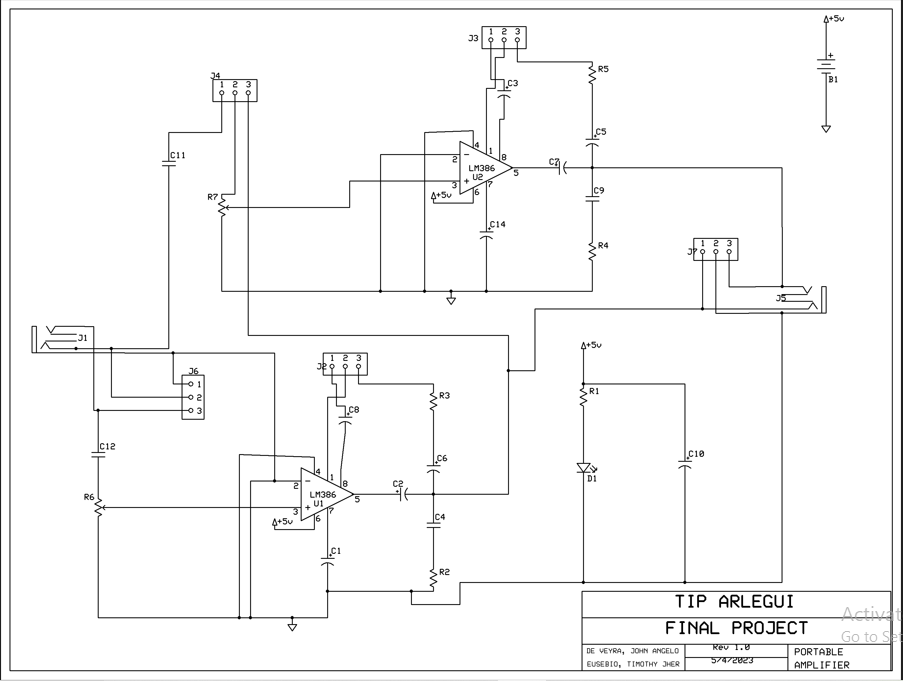 +5v
B1
J3
1 2 3
R5
C3
J4
1 2 3
C5
C11
4
1
8
2
LM386
U2
C7
5
3
7
+5v
6
C9
R7
C14
R4
J7
1 2 3
J5
J1
J6
1
2
3
J2
1 2 3
+5v
R1
R3
C8
C12
C6
C10
D1
4
1
8
2
LM386
U1
C2
5
R6
3
7
+5v
6
C4
C1
R2
TIP ARLEGUI
FINAL PROJECT
DE VEYRA, JOHN ANGELO
EUSEBIO, TIMOTHY JHER
Rev 1.0
5/4/2023
PORTABLE
AMPLIFIER
Activat
Go to Set